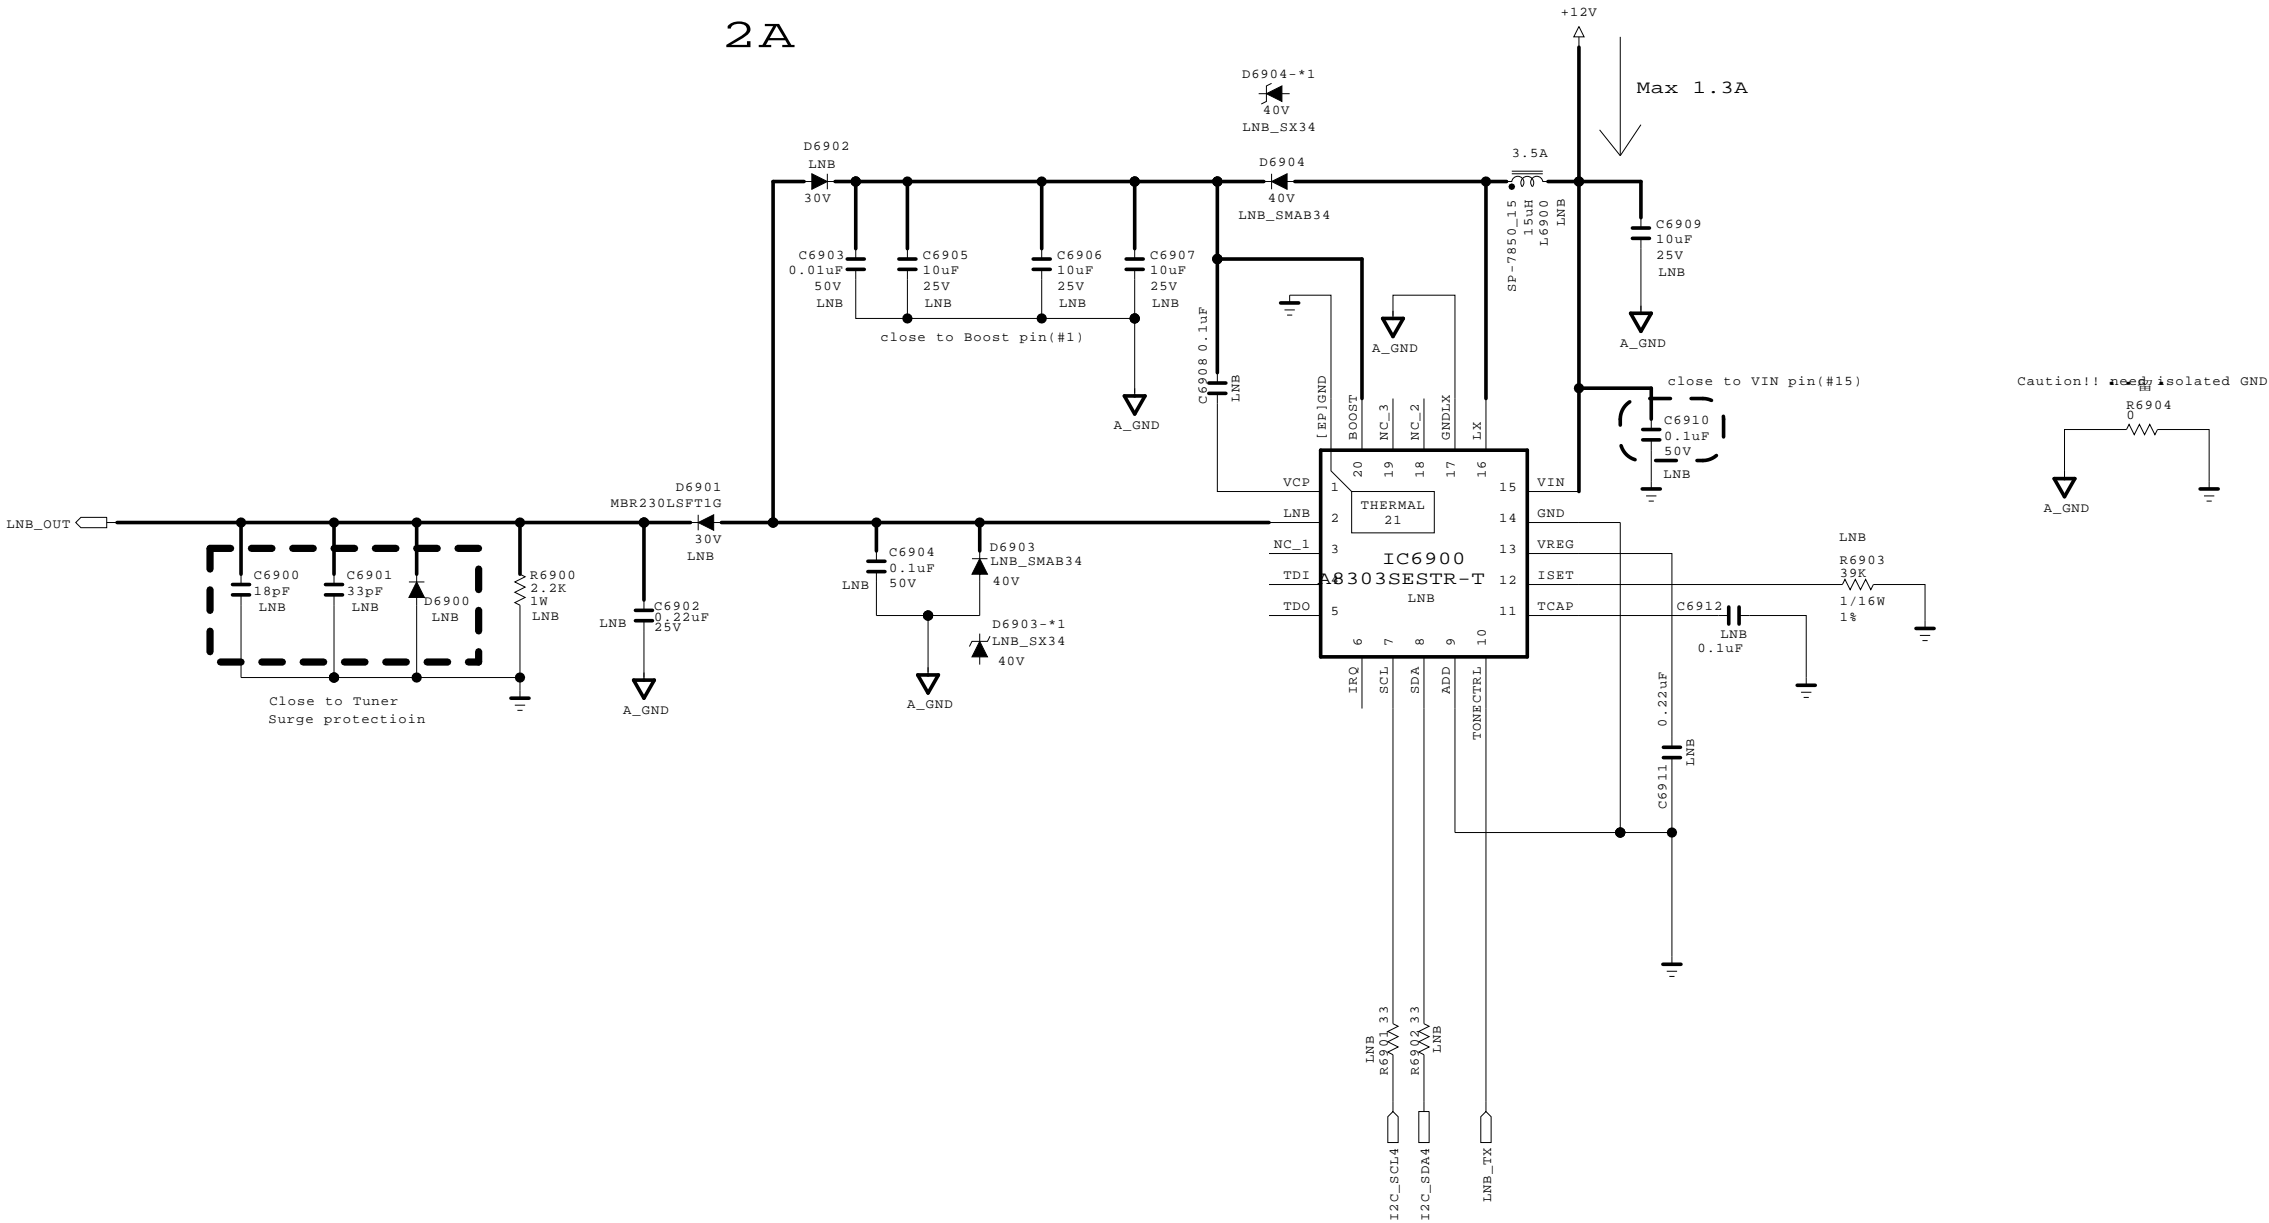 2A
+12V
Max 1.3A
D6904-*1
40V
LNB_SX34
D6902
LNB
30V
D6904
40V
LNB_SMAB34
3.5A
SP-7850_15
15uH
L6900
LNB
C6909
10uF
25V
LNB
A_GND
C6903
0.01uF
50V
LNB
C6905
10uF
25V
LNB
C6906
10uF
25V
LNB
C6907
10uF
25V
LNB
close to Boost pin(#1)
A_GND
C6908 0.1uF
LNB
A_GND
close to VIN pin(#15)
C6910
0.1uF
50V
LNB
Caution!! need isolated GND
R6904
0
A_GND
[EP]GND
BOOST
NC_3
NC_2
GNDLX
LX
20
19
18
17
16
VCP
1
LNB
2
NC_1
3
TDI
4
TDO
5
THERMAL
21
IC6900
A8303SESTR-T
LNB
15
VIN
14
GND
13
VREG
12
ISET
11
TCAP
6
7
8
9
10
IRQ
SCL
SDA
ADD
TONECTRL
LNB
R6903
39K
1/16W
1%
C6912
LNB
0.1uF
0.22uF
LNB
C6911
LNB_OUT
D6901
MBR230LSFT1G
30V
LNB
C6900
18pF
LNB
C6901
33pF
LNB
D6900
LNB
R6900
2.2K
1W
LNB
Close to Tuner
Surge protectioin
C6902
0.22uF
25V
LNB
A_GND
C6904
0.1uF
50V
LNB
D6903
LNB_SMAB34
40V
D6903-*1
LNB_SX34
40V
A_GND
LNB
R6901 33
R6902 33
LNB
I2C_SCL4
I2C_SDA4
LNB_TX